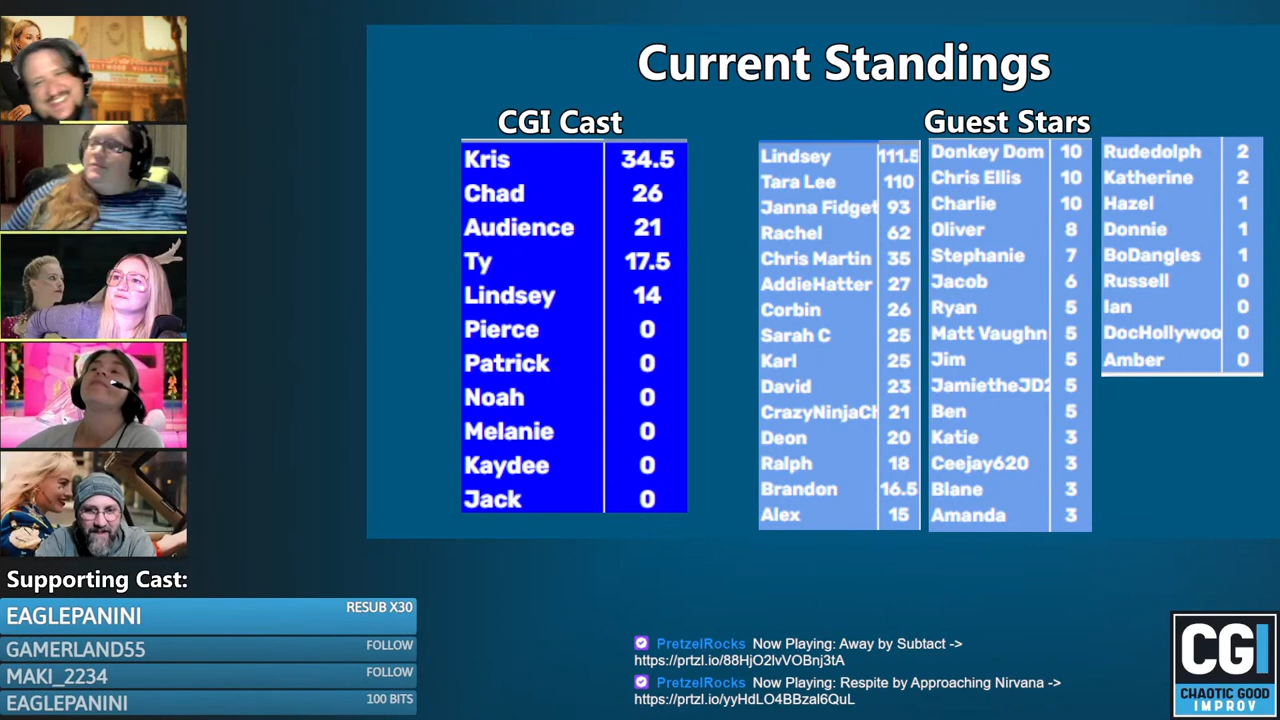 Current Standings
CGI Cast
Kris 34.5
Chad 26
Audience 21
Ty 17.5
Lindsey 14
Pierce 0
Patrick 0
Noah 0
Melanie 0
Kaydee 0
Jack 0
Guest Stars
Lindsey 111.5
Tara Lee 110
Janna Fidget 93
Rachel 62
Chris Martin 35
AddieHatter 27
Corbin 26
Sarah C 25
Karl 25
David 23
CrazyNinjaCh 21
Deon 20
Ralph 18
Brandon 16.5
Alex 15
Donkey Dom 10
Chris Ellis 10
Charlie 10
Oliver 8
Stephanie 7
Jacob 6
Ryan 5
Matt Vaughn 5
Jim 5
JamietheJD2 5
Ben 5
Katie 3
Ceejay620 3
Blane 3
Amanda 3
Rudedolph 2
Katherine 2
Hazel 1
Donnie 1
BoDangles 1
Russell 0
Ian 0
DocHollywoo 0
Amber 0
Supporting Cast:
EAGLEPANINI RESUB X30
GAMERLAND55 FOLLOW
MAKI_2234 FOLLOW
EAGLEPANINI 100 BITS
PretzelRocks Now Playing: Away by Subtact ->
https://prtzl.io/88HjO2lvVOBnj3tA
PretzelRocks Now Playing: Respite by Approaching Nirvana ->
https://prtzl.io/yyHdLO4BBzal6QuL
CGI
CHAOTIC GOOD
IMPROV